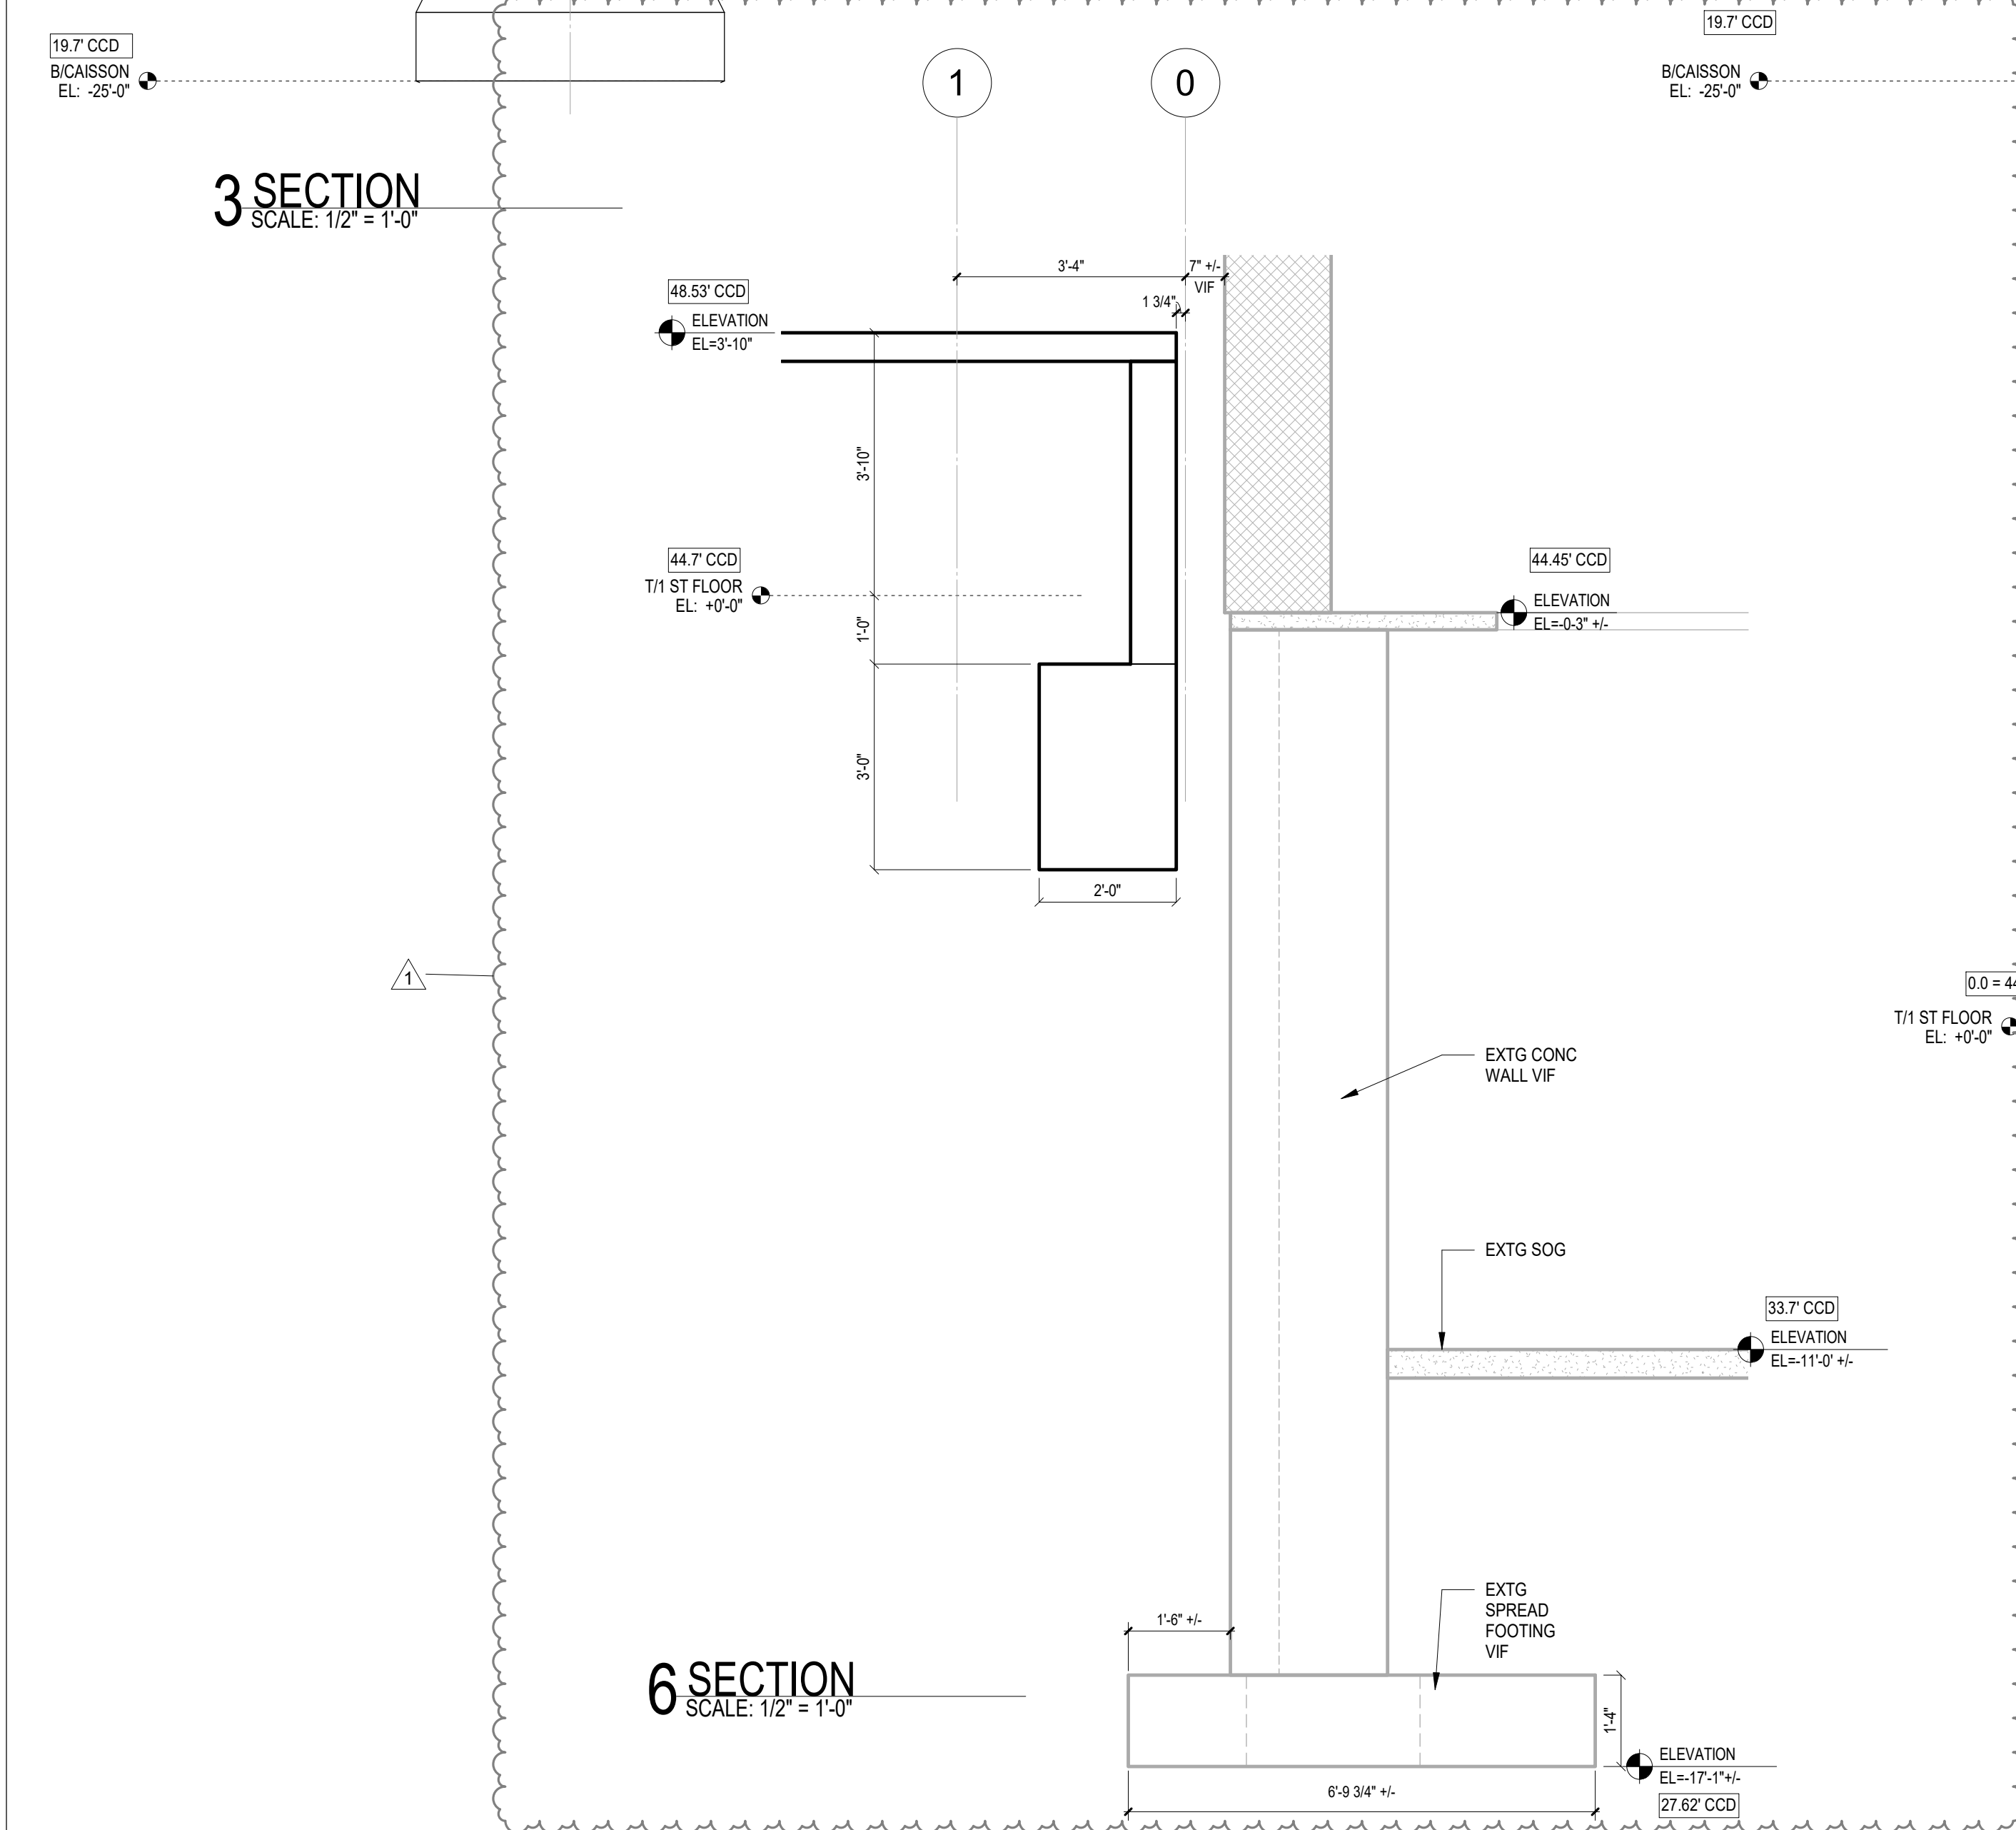 19.7' CCD
B/CAISSON
EL: -25'-0"
3 SECTION
SCALE: 1/2" = 1'-0"
1
0
19.7' CCD
B/CAISSON
EL: -25'-0"
3'-4"
7" +/-
VIF
1 3/4"
48.53' CCD
ELEVATION
EL=3'-10"
3'-10"
44.7' CCD
T/1 ST FLOOR
EL: +0'-0"
1'-0"
44.45' CCD
ELEVATION
EL=-0-3" +/-
3'-0"
2'-0"
1
0.0 = 44
T/1 ST FLOOR
EL: +0'-0"
EXTG CONC
WALL VIF
EXTG SOG
33.7' CCD
ELEVATION
EL=-11'-0' +/-
EXTG
SPREAD
FOOTING
VIF
1'-6" +/-
6 SECTION
SCALE: 1/2" = 1'-0"
1'-4"
ELEVATION
EL=-17'-1"+/-
27.62' CCD
6'-9 3/4" +/-